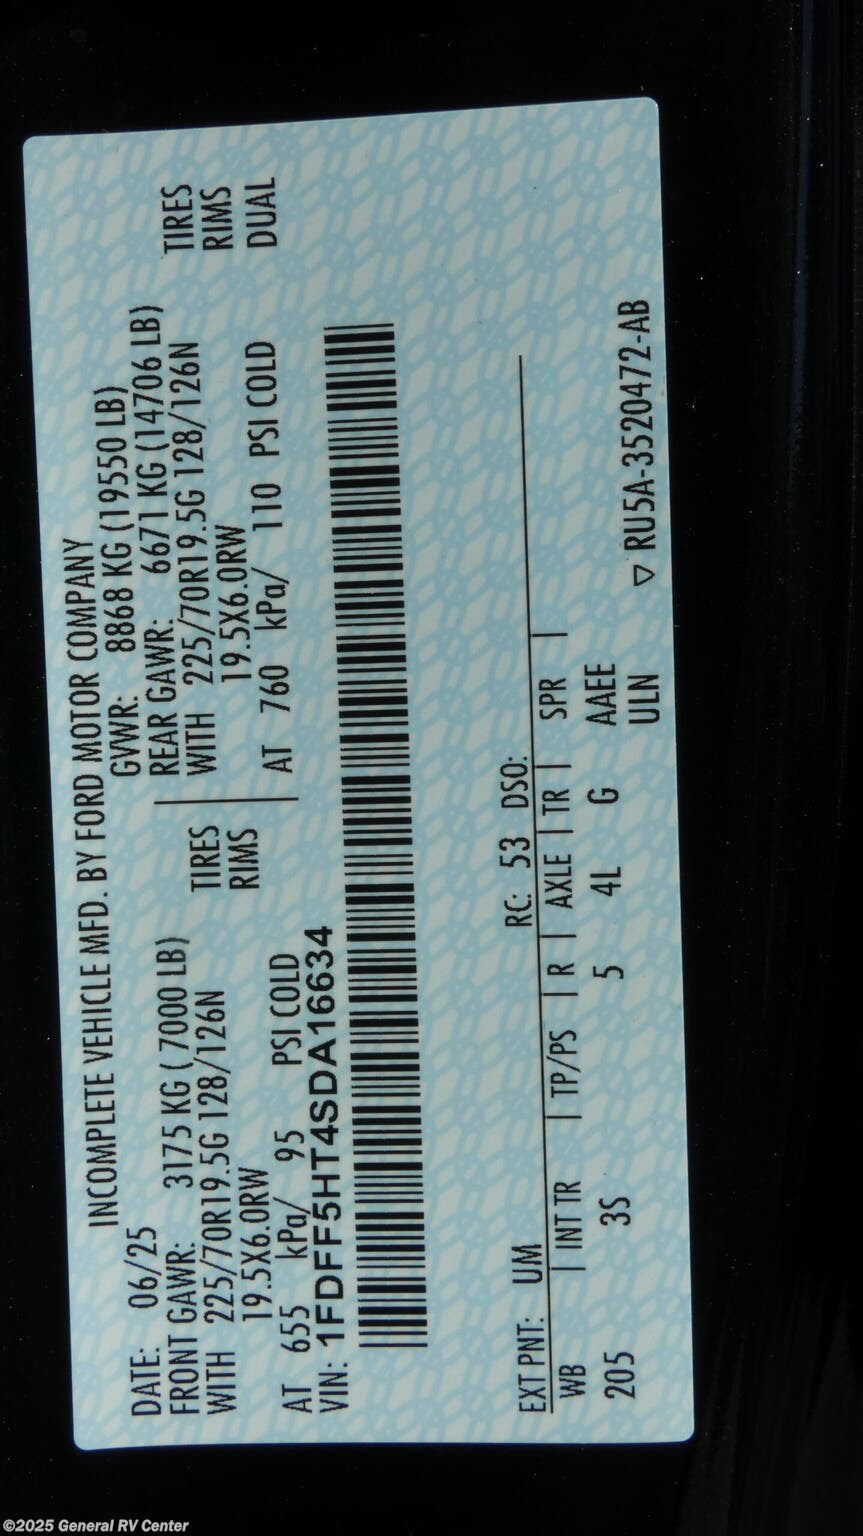 INCOMPLETE VEHICLE MFD. BY FORD MOTOR COMPANY
DATE: 06/25 GVWR: 8868 KG (19550 LB)
FRONT GAWR: 3175 KG ( 7000 LB) REAR GAWR: 6671 KG (14706 LB)
WITH 225/70R19.5G 128/126N TIRES WITH 225/70R19.5G 128/126N TIRES
19.5X6.0RW RIMS 19.5X6.0RW RIMS
AT 655 kPa/ 95 PSI COLD AT 760 kPa/ 110 PSI COLD DUAL
VIN: 1FDFF5HT4SDA16634
EXT PNT: UM RC: 53 DSO:
WB | INT TR | TP/PS | R | AXLE | TR | SPR |
205 3S 5 4L G AAEE
ULN
▽ RU5A-3520472-AB
©2025 General RV Center